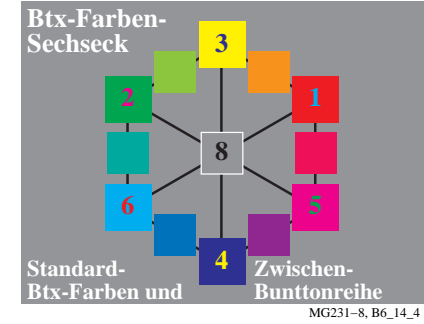 Btx-Farben-
Sechseck
3
2
1
8
6
5
4
Standard-
Btx-Farben und
Zwischen-
Bunttonreihe
MG231−8, B6_14_4